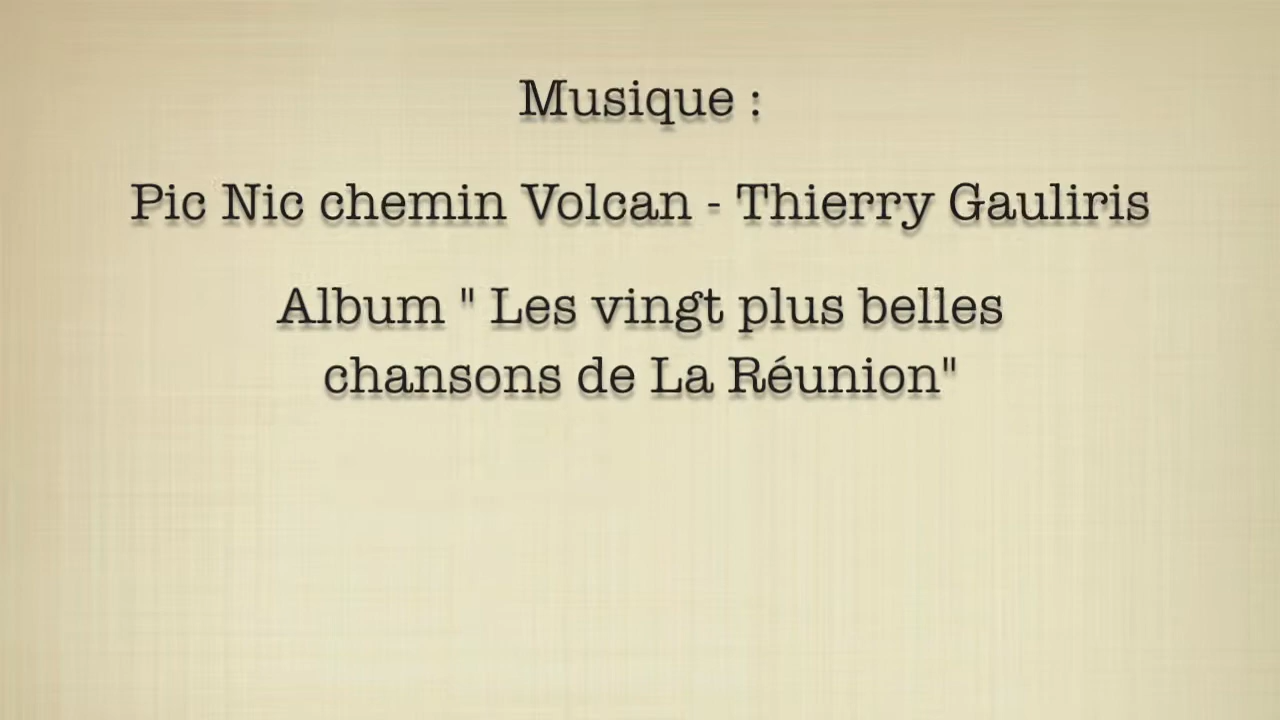 Musique :
Pic Nic chemin Volcan - Thierry Gauliris
Album " Les vingt plus belles
chansons de La Réunion"